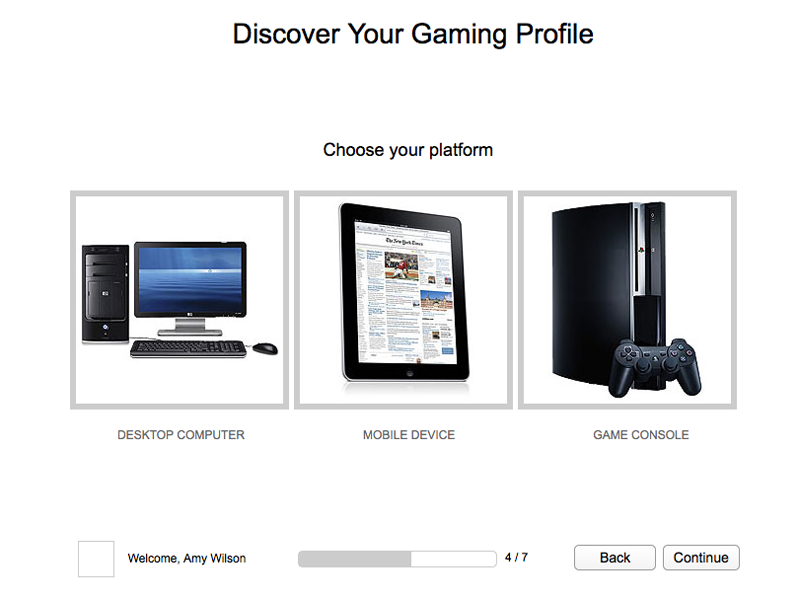 Discover Your Gaming Profile
Choose your platform
The New York Times
DESKTOP COMPUTER
MOBILE DEVICE
GAME CONSOLE
Welcome, Amy Wilson
4 / 7
Back
Continue